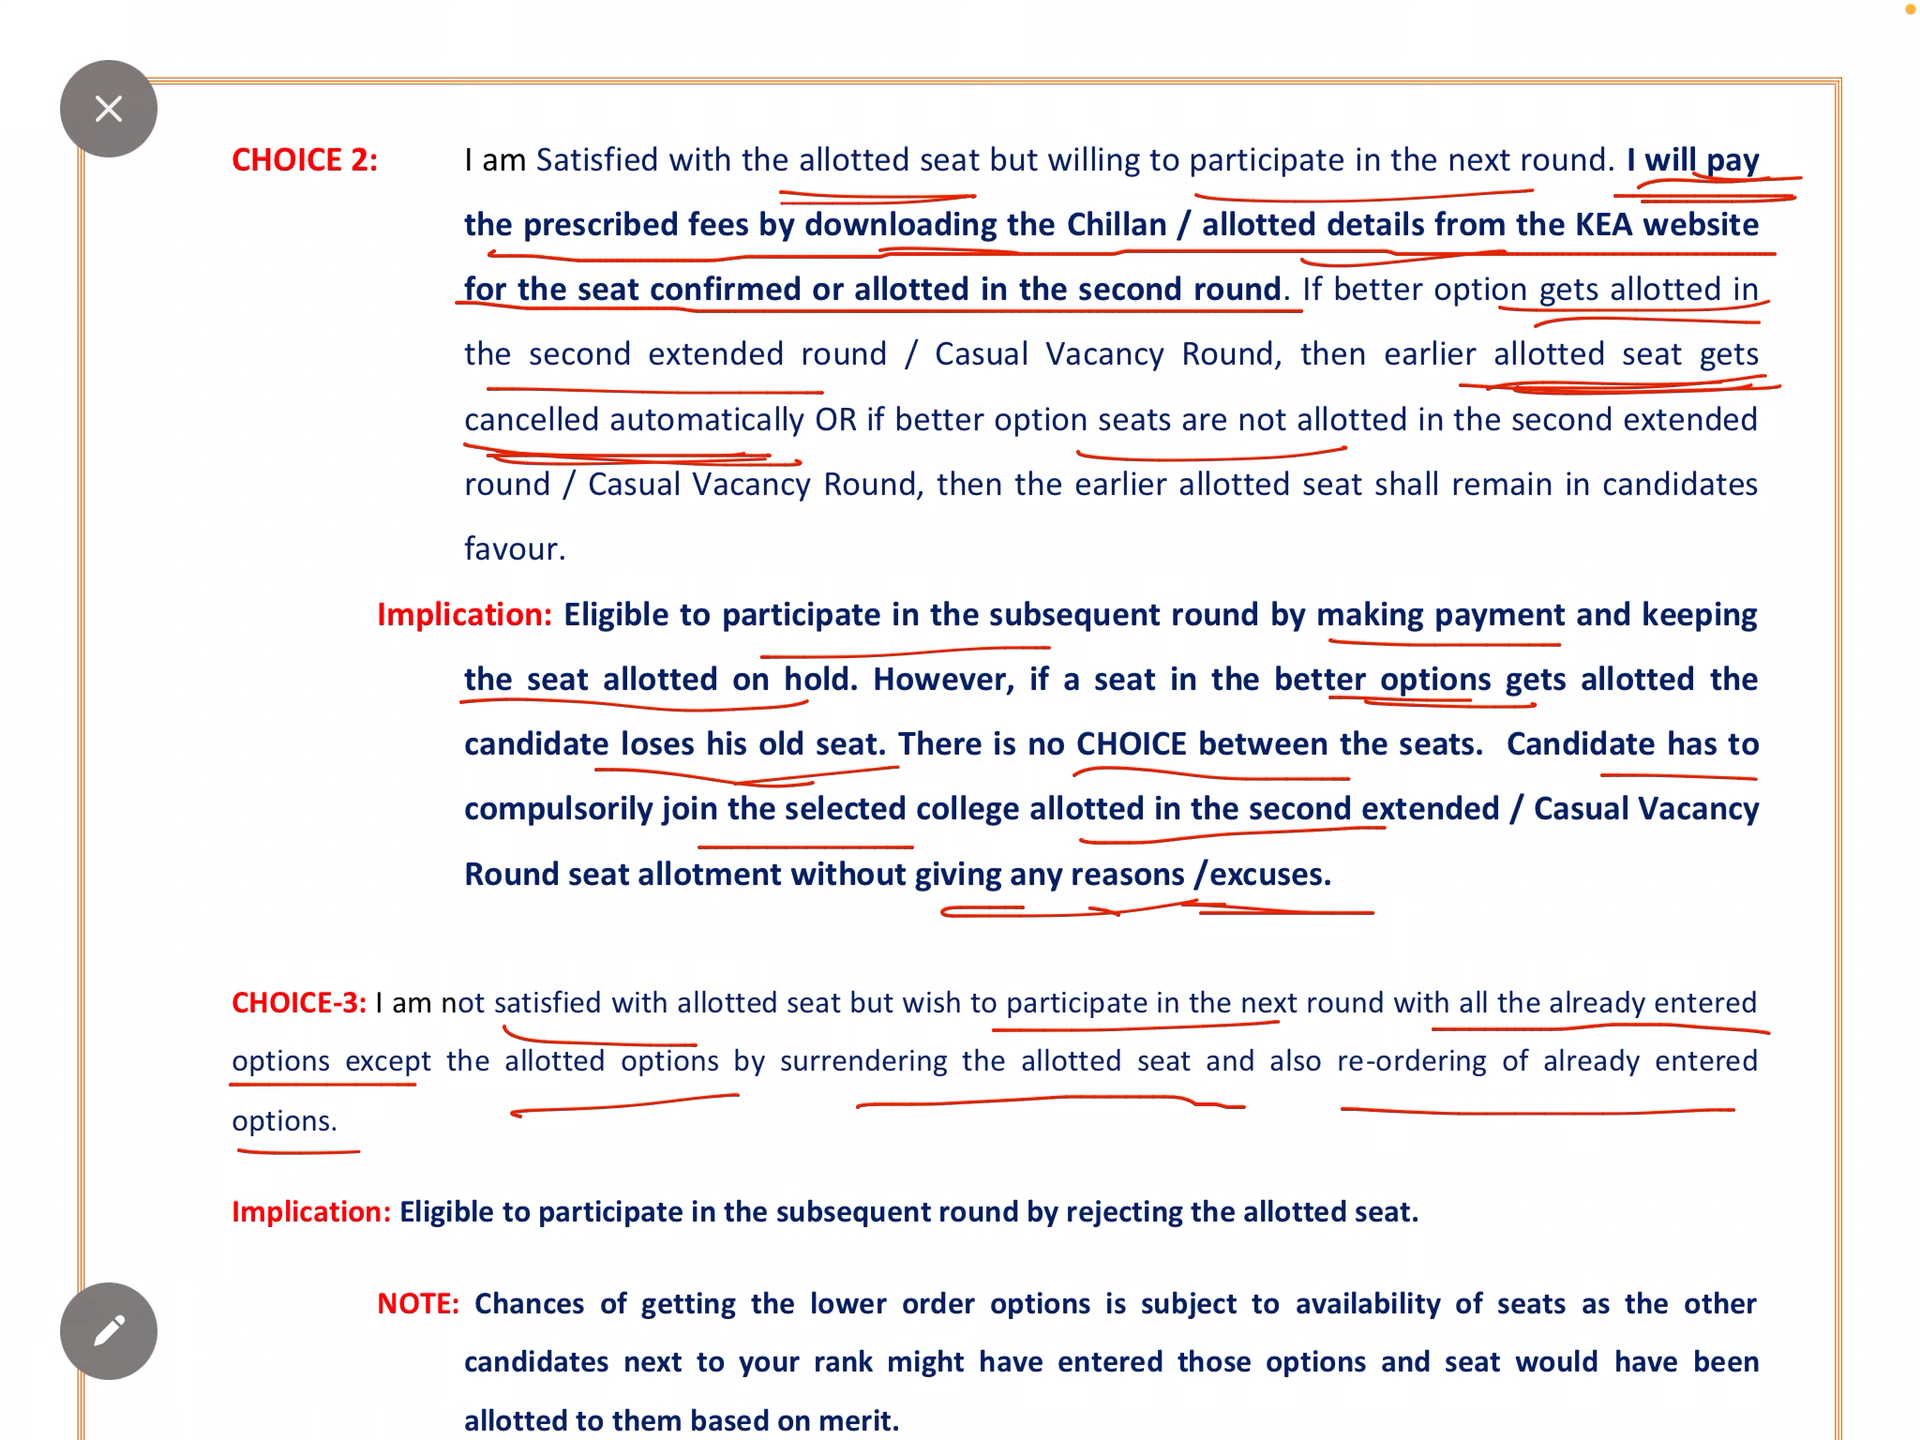 CHOICE 2: I am Satisfied with the allotted seat but willing to participate in the next round. I will pay
the prescribed fees by downloading the Chillan / allotted details from the KEA website
for the seat confirmed or allotted in the second round. If better option gets allotted in
the second extended round / Casual Vacancy Round, then earlier allotted seat gets
cancelled automatically OR if better option seats are not allotted in the second extended
round / Casual Vacancy Round, then the earlier allotted seat shall remain in candidates
favour.
Implication: Eligible to participate in the subsequent round by making payment and keeping
the seat allotted on hold. However, if a seat in the better options gets allotted the
candidate loses his old seat. There is no CHOICE between the seats. Candidate has to
compulsorily join the selected college allotted in the second extended / Casual Vacancy
Round seat allotment without giving any reasons /excuses.
CHOICE-3: I am not satisfied with allotted seat but wish to participate in the next round with all the already entered
options except the allotted options by surrendering the allotted seat and also re-ordering of already entered
options.
Implication: Eligible to participate in the subsequent round by rejecting the allotted seat.
NOTE: Chances of getting the lower order options is subject to availability of seats as the other
candidates next to your rank might have entered those options and seat would have been
allotted to them based on merit.